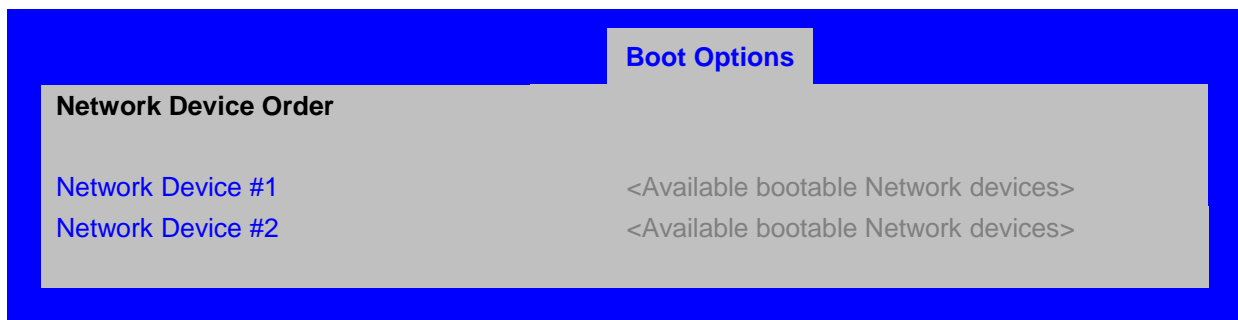 Boot Options
Network Device Order
Network Device #1 <Available bootable Network devices>
Network Device #2 <Available bootable Network devices>